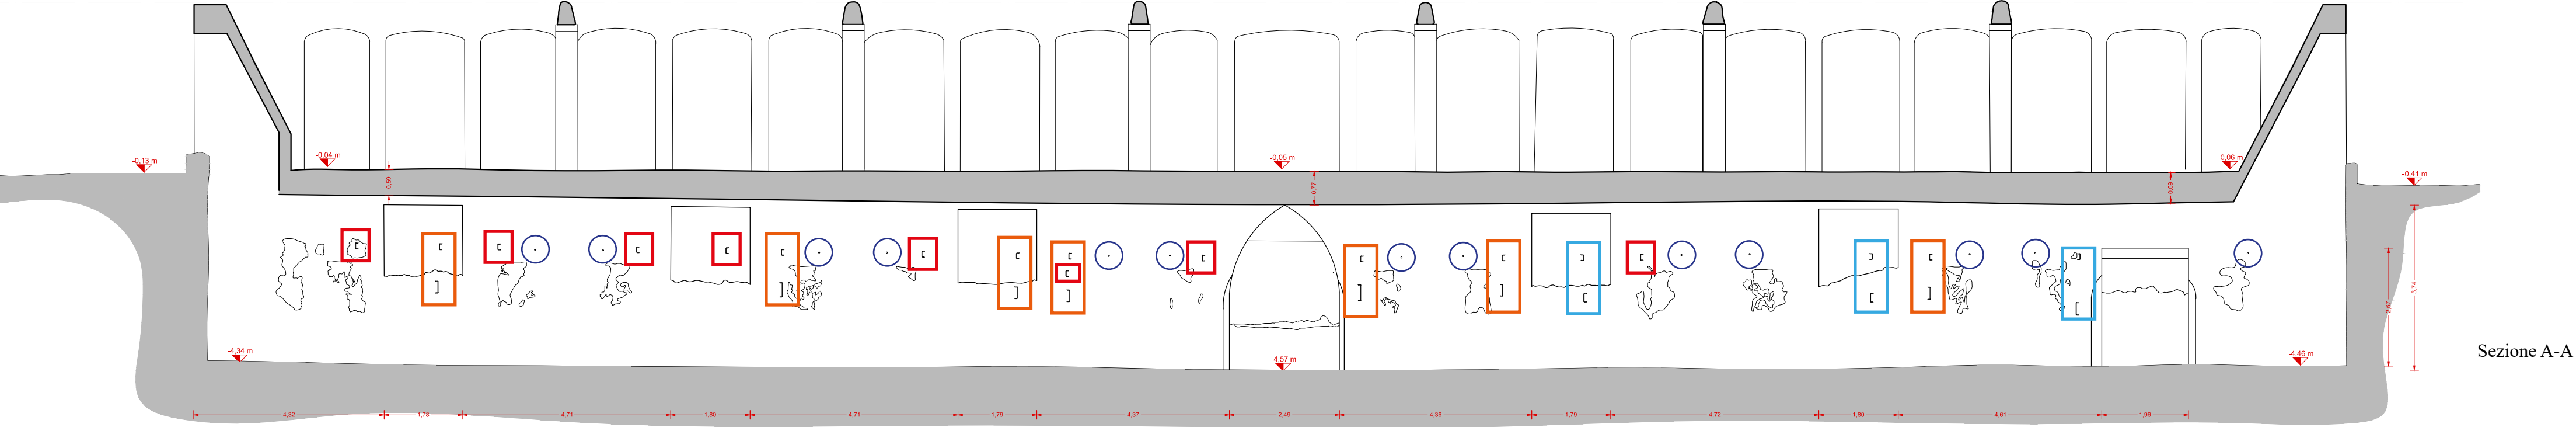 -0,13 m
-0,04 m
-0,05 m
-0,06 m
-0,41 m
0,59
0,77
0,69
2,67
3,74
Sezione A-A
-4,34 m
-4,57 m
-4,46 m
4,32
1,78
4,71
1,80
4,71
1,79
4,37
2,49
4,36
1,79
4,72
1,80
4,61
1,96